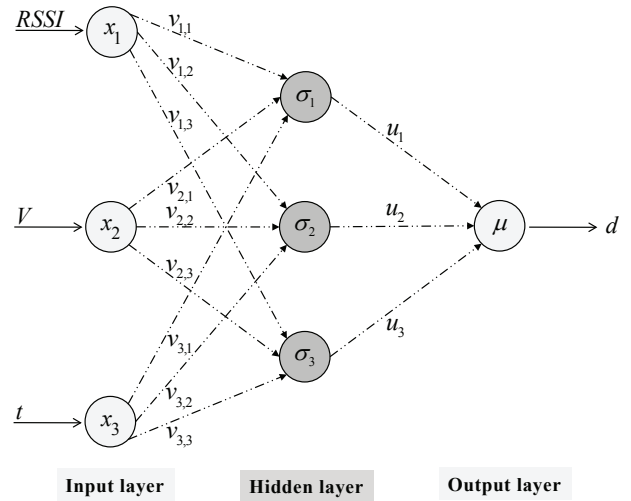 RSSI
x1
v1,1
v1,2
v1,3
σ1
u1
V
x2
v2,1
v2,2
v2,3
σ2
u2
μ
d
σ3
u3
t
x3
v3,1
v3,2
v3,3
Input layer
Hidden layer
Output layer